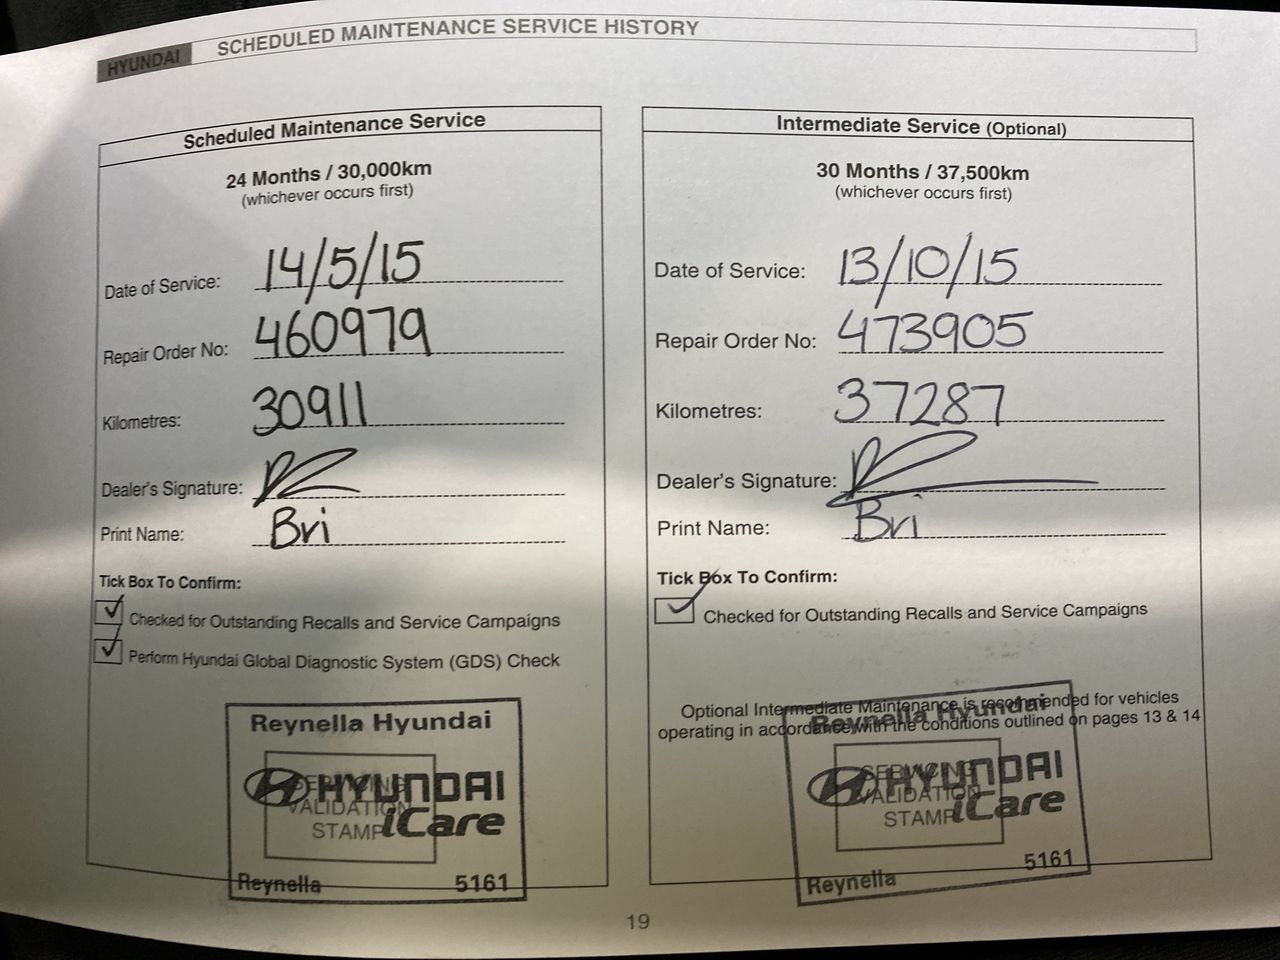 HYUNDAI
SCHEDULED MAINTENANCE SERVICE HISTORY
Scheduled Maintenance Service
24 Months / 30,000km
(whichever occurs first)
Date of Service: 14/5/15
Repair Order No: 460979
Kilometres: 30911
Dealer's Signature:
Print Name: Bri
Tick Box To Confirm:
Checked for Outstanding Recalls and Service Campaigns
Perform Hyundai Global Diagnostic System (GDS) Check
Reynella Hyundai
HYUNDAI
iCare
SERVICING
VALIDATION
STAMP
Reynella 5161
Intermediate Service (Optional)
30 Months / 37,500km
(whichever occurs first)
Date of Service: 13/10/15
Repair Order No: 473905
Kilometres: 37287
Dealer's Signature:
Print Name: Bri
Tick Box To Confirm:
Checked for Outstanding Recalls and Service Campaigns
Optional Intermediate Maintenance is recommended for vehicles
operating in accordance with the conditions outlined on pages 13 & 14
Reynella Hyundai
HYUNDAI
iCare
SERVICING
VALIDATION
STAMP
Reynella 5161
19